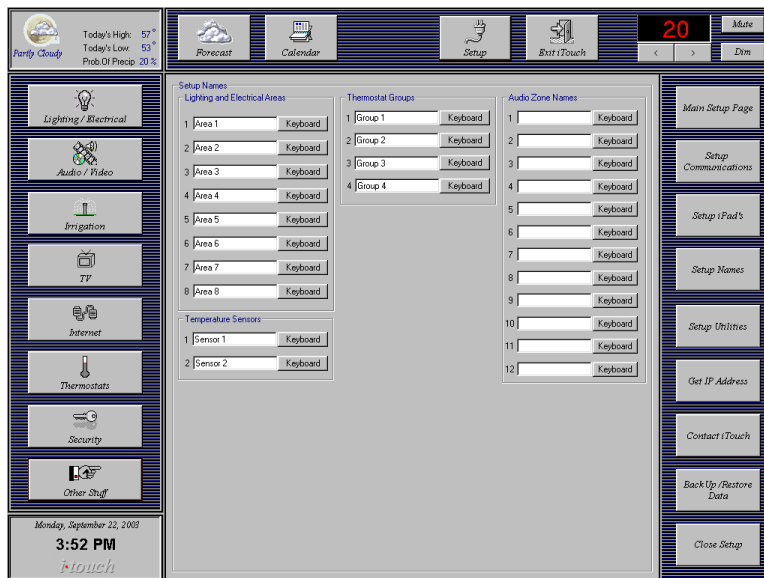 Partly Cloudy
Today's High: 57°
Today's Low: 53°
Prob.Of Precip 20 %
Forecast
Calendar
Setup
Exit iTouch
20
<
>
Mute
Dim
Lighting / Electrical
Audio / Video
Irrigation
TV
Internet
Thermostats
Security
Other Stuff
Monday, September 22, 2003
3:52 PM
i·touch
Setup Names
Lighting and Electrical Areas
1 Area 1 Keyboard
2 Area 2 Keyboard
3 Area 3 Keyboard
4 Area 4 Keyboard
5 Area 5 Keyboard
6 Area 6 Keyboard
7 Area 7 Keyboard
8 Area 8 Keyboard
Temperature Sensors
1 Sensor 1 Keyboard
2 Sensor 2 Keyboard
Thermostat Groups
1 Group 1 Keyboard
2 Group 2 Keyboard
3 Group 3 Keyboard
4 Group 4 Keyboard
Audio Zone Names
1 Keyboard
2 Keyboard
3 Keyboard
4 Keyboard
5 Keyboard
6 Keyboard
7 Keyboard
8 Keyboard
9 Keyboard
10 Keyboard
11 Keyboard
12 Keyboard
Main Setup Page
Setup
Communications
Setup iPad's
Setup Names
Setup Utilities
Get IP Address
Contact iTouch
Back Up /Restore
Data
Close Setup